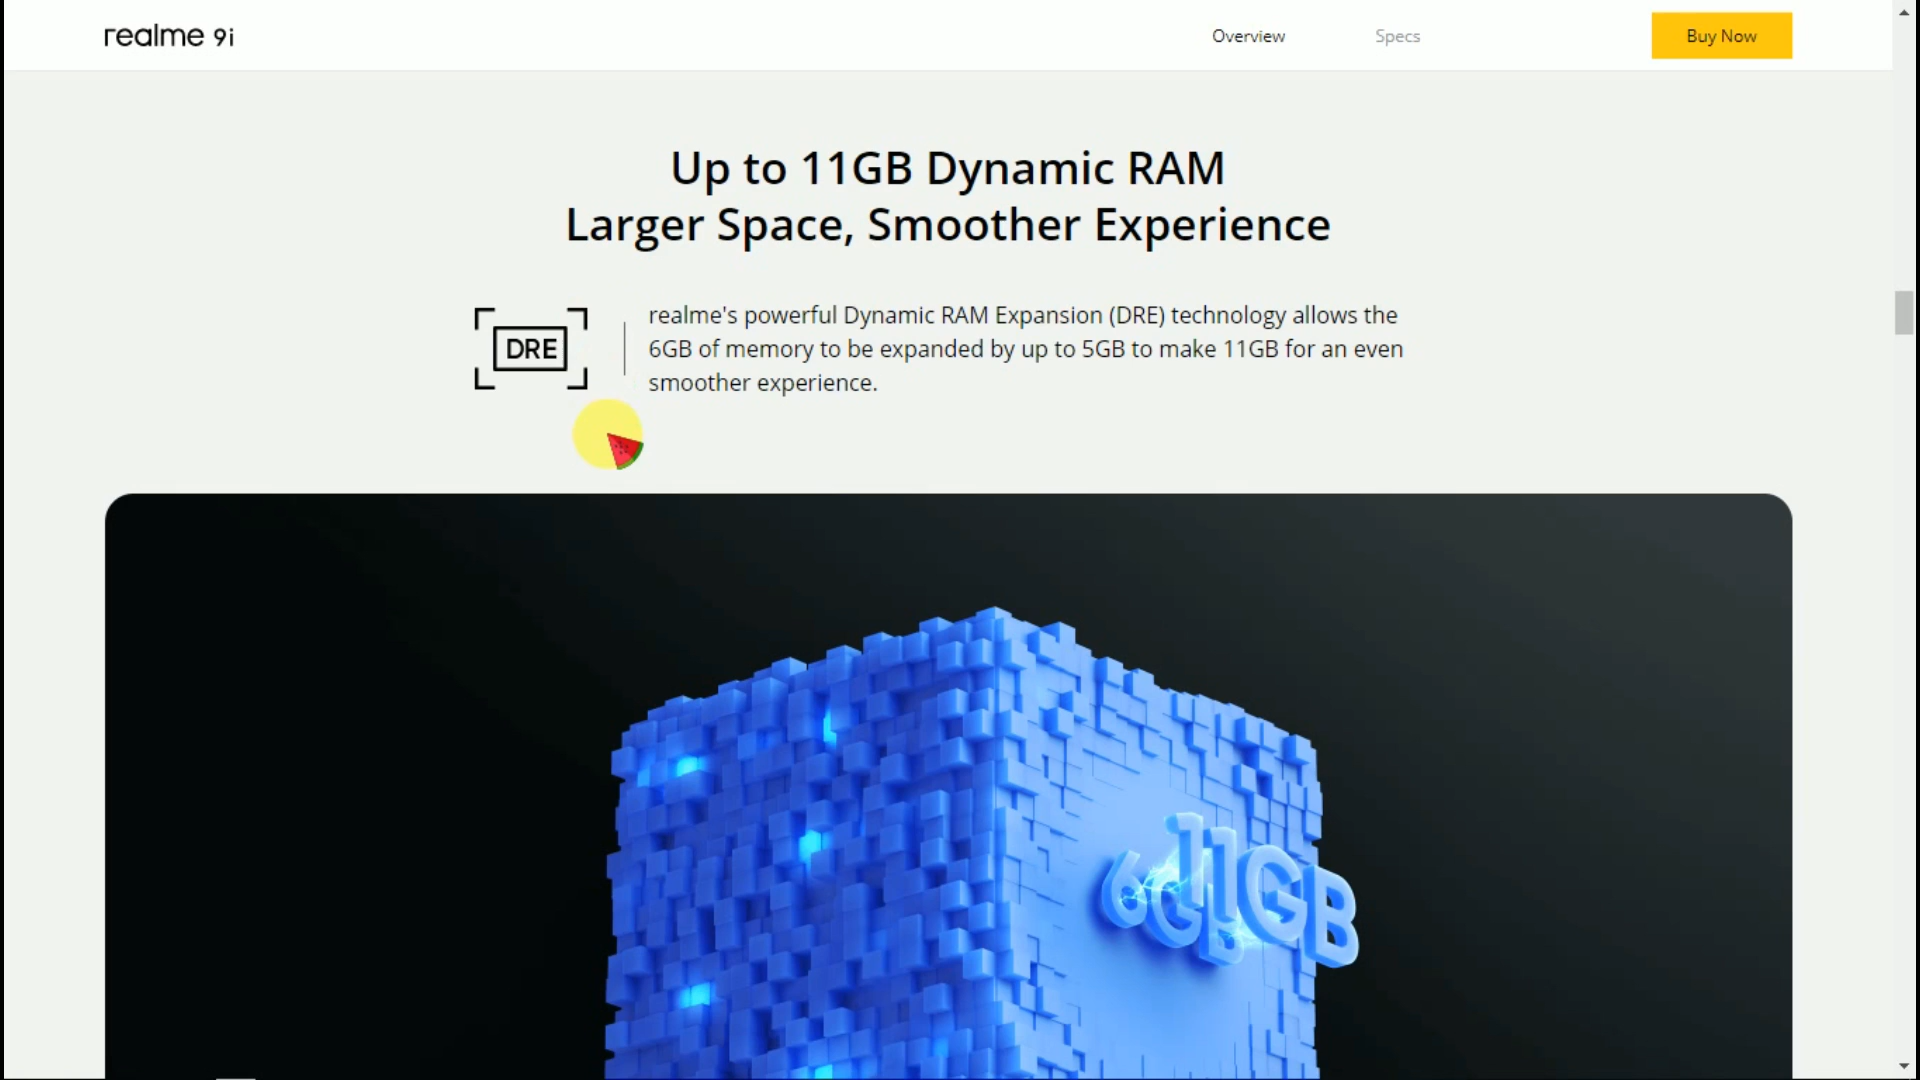 realme 9i
Overview
Specs
Buy Now
Up to 11GB Dynamic RAM
Larger Space, Smoother Experience
DRE
realme's powerful Dynamic RAM Expansion (DRE) technology allows the
6GB of memory to be expanded by up to 5GB to make 11GB for an even
smoother experience.
11GB
6GB